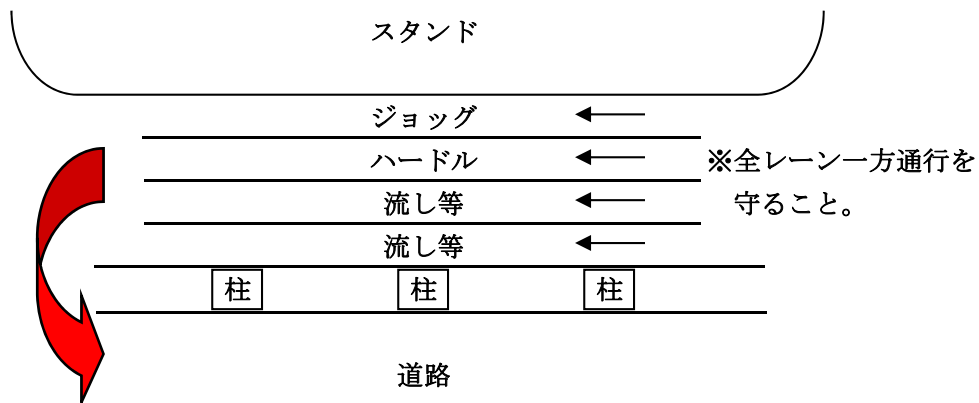 スタンド
ジョッグ
ハードル
※全レーン一方通行を
守ること。
流し等
流し等
柱 柱 柱
道路